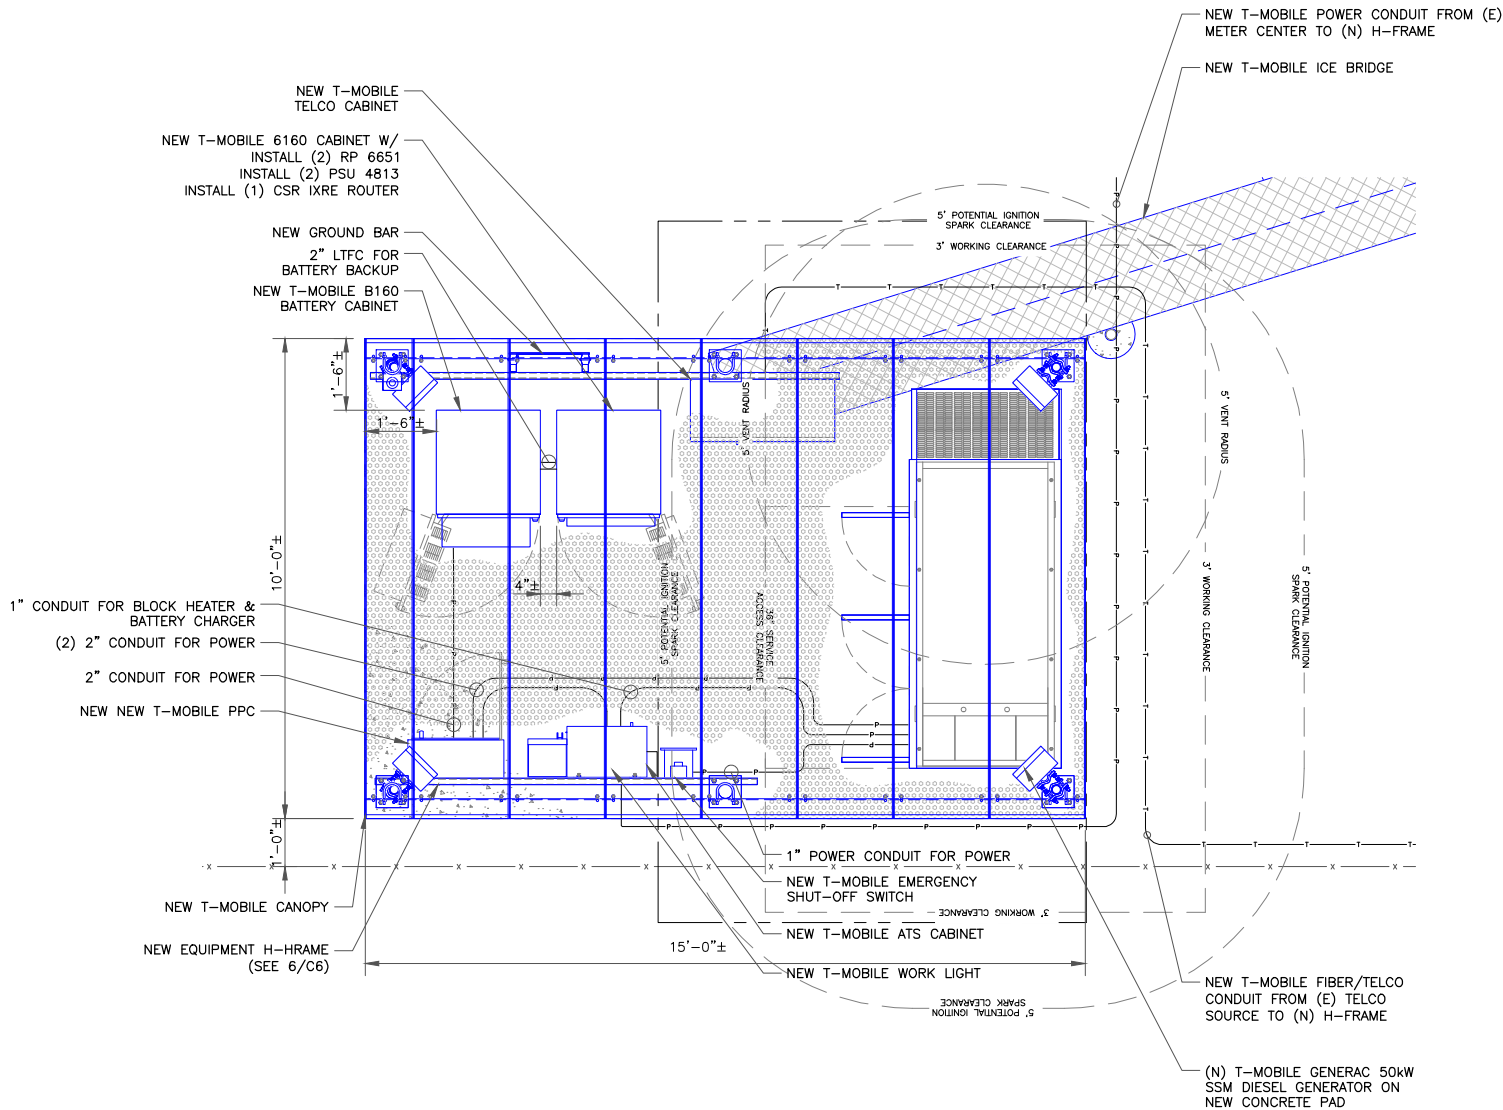 NEW T-MOBILE POWER CONDUIT FROM (E)
METER CENTER TO (N) H-FRAME
NEW T-MOBILE ICE BRIDGE
NEW T-MOBILE
TELCO CABINET
NEW T-MOBILE 6160 CABINET W/
INSTALL (2) RP 6651
INSTALL (2) PSU 4813
INSTALL (1) CSR IXRE ROUTER
NEW GROUND BAR
2" LTFC FOR
BATTERY BACKUP
NEW T-MOBILE B160
BATTERY CABINET
5' POTENTIAL IGNITION
SPARK CLEARANCE
3' WORKING CLEARANCE
1'-6"±
1'-6"±
5' VENT RADIUS
5' VENT RADIUS
10'-0"±
4"±
5' POTENTIAL IGNITION
SPARK CLEARANCE
36" SERVICE
ACCESS CLEARANCE
3' WORKING CLEARANCE
5' POTENTIAL IGNITION
SPARK CLEARANCE
1" CONDUIT FOR BLOCK HEATER &
BATTERY CHARGER
(2) 2" CONDUIT FOR POWER
2" CONDUIT FOR POWER
NEW NEW T-MOBILE PPC
1'-0"±
1" POWER CONDUIT FOR POWER
NEW T-MOBILE EMERGENCY
SHUT-OFF SWITCH
NEW T-MOBILE CANOPY
3' WORKING CLEARANCE
NEW T-MOBILE ATS CABINET
NEW EQUIPMENT H-HRAME
(SEE 6/C6)
15'-0"±
NEW T-MOBILE WORK LIGHT
5' POTENTIAL IGNITION
SPARK CLEARANCE
NEW T-MOBILE FIBER/TELCO
CONDUIT FROM (E) TELCO
SOURCE TO (N) H-FRAME
(N) T-MOBILE GENERAC 50kW
SSM DIESEL GENERATOR ON
NEW CONCRETE PAD